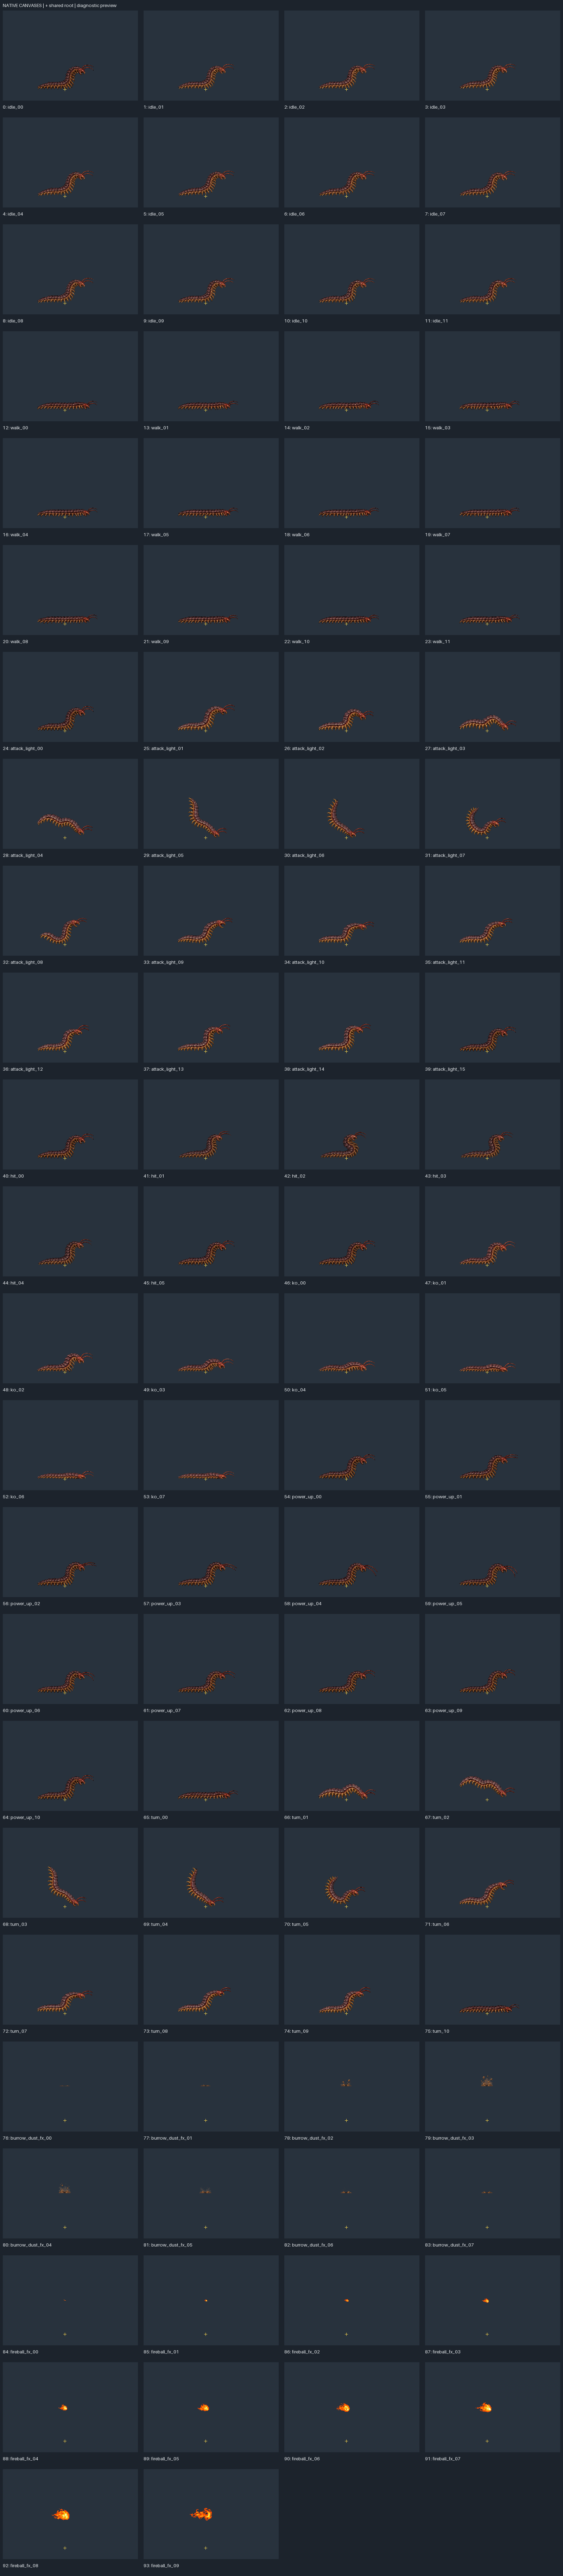 NATIVE CANVASES | + shared root | diagnostic preview
0: idle_00
1: idle_01
2: idle_02
3: idle_03
4: idle_04
5: idle_05
6: idle_06
7: idle_07
8: idle_08
9: idle_09
10: idle_10
11: idle_11
12: walk_00
13: walk_01
14: walk_02
15: walk_03
16: walk_04
17: walk_05
18: walk_06
19: walk_07
20: walk_08
21: walk_09
22: walk_10
23: walk_11
24: attack_light_00
25: attack_light_01
26: attack_light_02
27: attack_light_03
28: attack_light_04
29: attack_light_05
30: attack_light_06
31: attack_light_07
32: attack_light_08
33: attack_light_09
34: attack_light_10
35: attack_light_11
36: attack_light_12
37: attack_light_13
38: attack_light_14
39: attack_light_15
40: hit_00
41: hit_01
42: hit_02
43: hit_03
44: hit_04
45: hit_05
46: ko_00
47: ko_01
48: ko_02
49: ko_03
50: ko_04
51: ko_05
52: ko_06
53: ko_07
54: power_up_00
55: power_up_01
56: power_up_02
57: power_up_03
58: power_up_04
59: power_up_05
60: power_up_06
61: power_up_07
62: power_up_08
63: power_up_09
64: power_up_10
65: turn_00
66: turn_01
67: turn_02
68: turn_03
69: turn_04
70: turn_05
71: turn_06
72: turn_07
73: turn_08
74: turn_09
75: turn_10
76: burrow_dust_fx_00
77: burrow_dust_fx_01
78: burrow_dust_fx_02
79: burrow_dust_fx_03
80: burrow_dust_fx_04
81: burrow_dust_fx_05
82: burrow_dust_fx_06
83: burrow_dust_fx_07
84: fireball_fx_00
85: fireball_fx_01
86: fireball_fx_02
87: fireball_fx_03
88: fireball_fx_04
89: fireball_fx_05
90: fireball_fx_06
91: fireball_fx_07
92: fireball_fx_08
93: fireball_fx_09